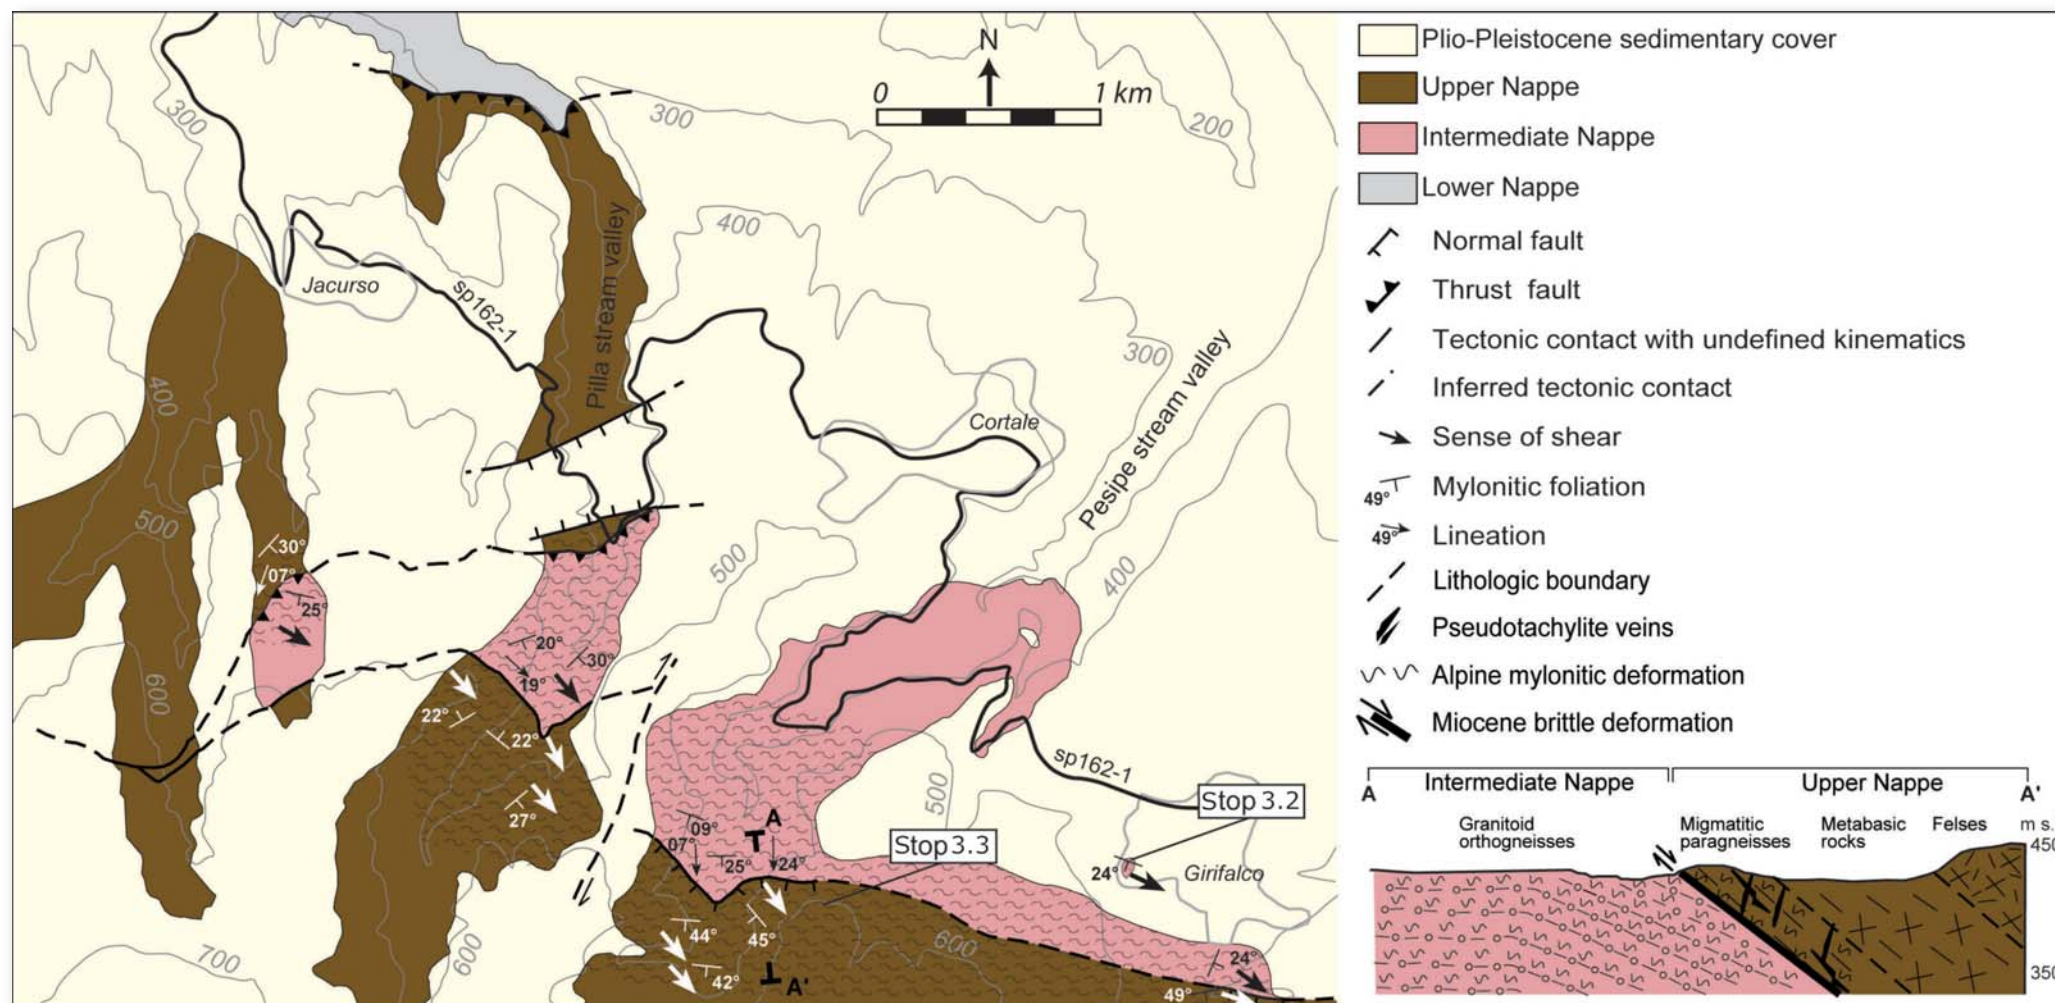 N
0 1 km
300
300
200
400
Jacurso
sp162-1
Pilla stream valley
300
Pesipe stream valley
400
Cortale
500
30°
07°
25°
500
400
20°
30°
19°
600
22°
22°
27°
sp162-1
500
Stop 3.2
A
09°
07°
25°
24°
Stop 3.3
24°
Girifalco
44°
45°
600
42°
A'
24°
49°
700
600
Plio-Pleistocene sedimentary cover
Upper Nappe
Intermediate Nappe
Lower Nappe
Normal fault
Thrust fault
Tectonic contact with undefined kinematics
Inferred tectonic contact
Sense of shear
49° Mylonitic foliation
49° Lineation
Lithologic boundary
Pseudotachylite veins
Alpine mylonitic deformation
Miocene brittle deformation
Intermediate Nappe Upper Nappe
A A'
Granitoid
orthogneisses
Migmatitic
paragneisses
Metabasic
rocks
Felses
m s.
450
350